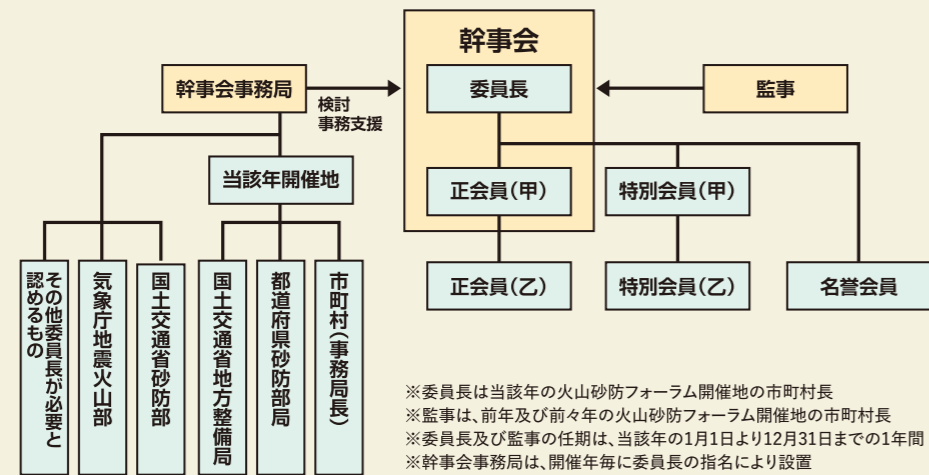 幹事会
幹事会事務局
検討
事務支援
委員長
監事
当該年開催地
正会員(甲)
特別会員(甲)
正会員(乙)
特別会員(乙)
名誉会員
その他委員長が必要と
認めるもの
気象庁地震火山部
国土交通省砂防部
国土交通省地方整備局
都道府県砂防部局
市町村(事務局長)
※委員長は当該年の火山砂防フォーラム開催地の市町村長
※監事は、前年及び前々年の火山砂防フォーラム開催地の市町村長
※委員長及び監事の任期は、当該年の1月1日より12月31日までの1年間
※幹事会事務局は、開催年毎に委員長の指名により設置